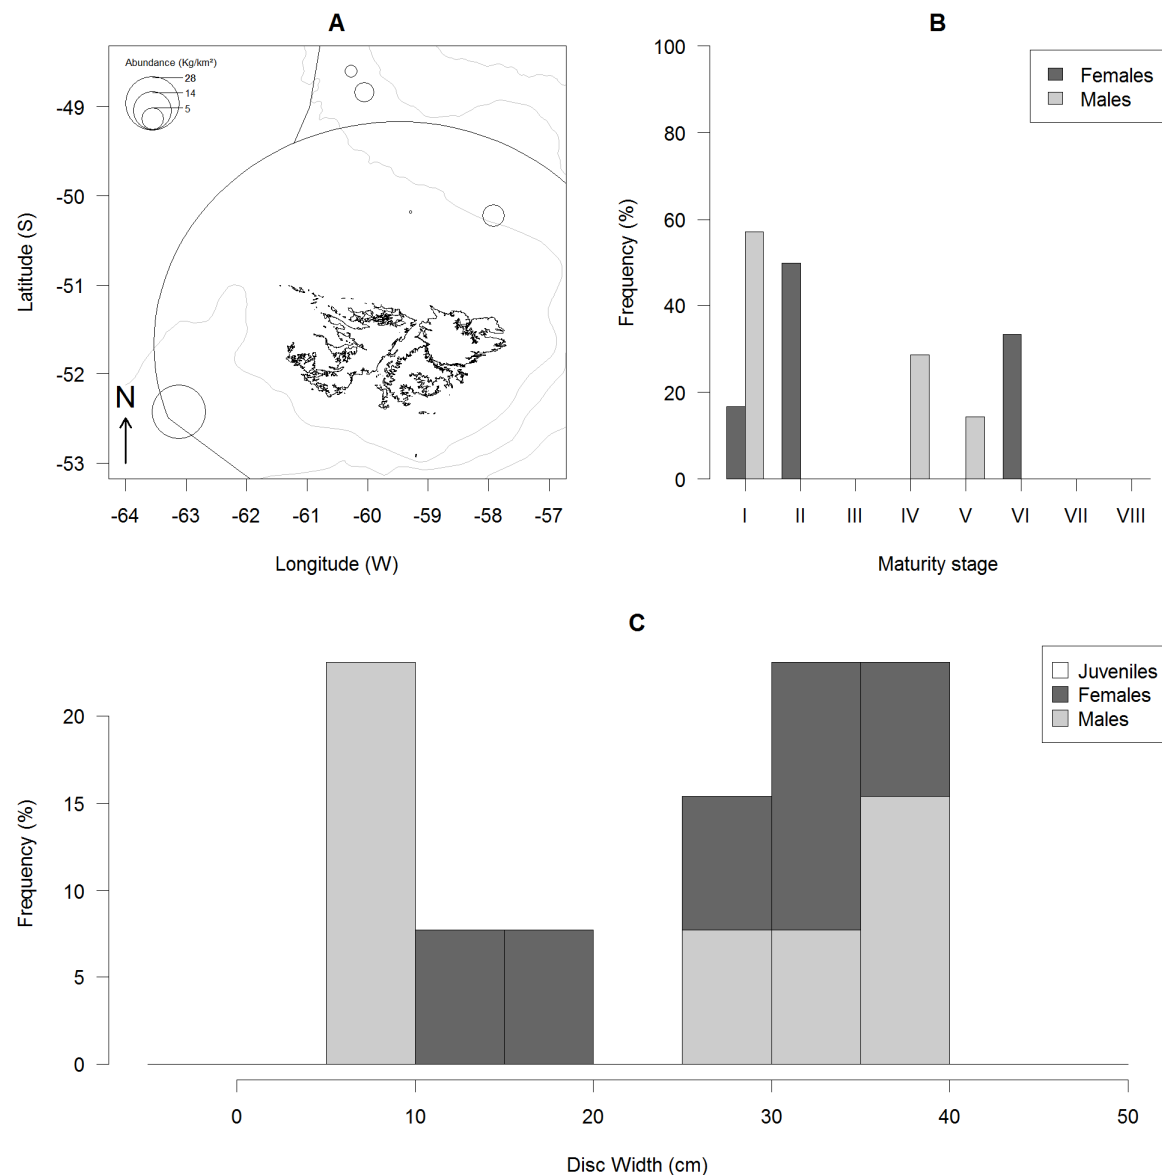 A
Abundance (Kg/km²)
28
14
5
-49
-50
-51
-52
-53
Latitude (S)
N
-64 -63 -62 -61 -60 -59 -58 -57
Longitude (W)
B
Females
Males
100
80
60
40
20
0
Frequency (%)
I II III IV V VI VII VIII
Maturity stage
C
Juveniles
Females
Males
20
15
10
5
0
Frequency (%)
0 10 20 30 40 50
Disc Width (cm)